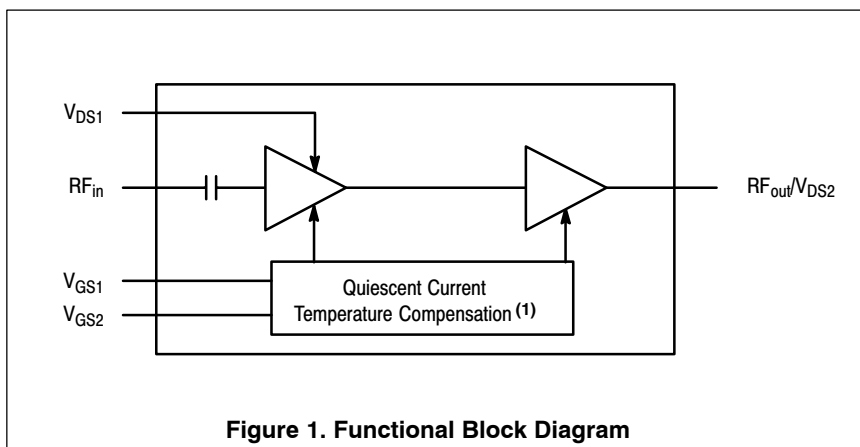 V_DS1
RF_in
RF_out/V_DS2
V_GS1
V_GS2
Quiescent Current
Temperature Compensation (1)
Figure 1. Functional Block Diagram